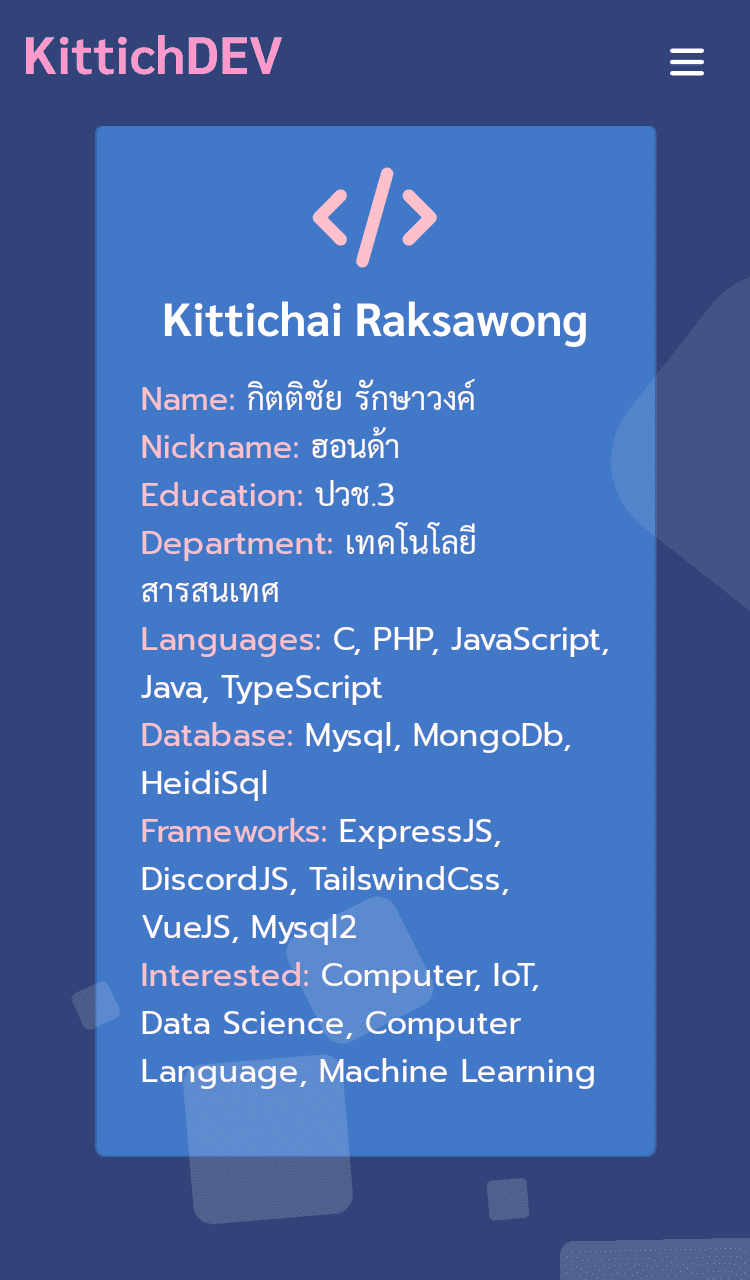 KittichDEV
Kittichai Raksawong
Name: กิตติชัย รักษาวงค์
Nickname: ฮอนด้า
Education: ปวช.3
Department: เทคโนโลยี
สารสนเทศ
Languages: C, PHP, JavaScript,
Java, TypeScript
Database: Mysql, MongoDb,
HeidiSql
Frameworks: ExpressJS,
DiscordJS, TailswindCss,
VueJS, Mysql2
Interested: Computer, IoT,
Data Science, Computer
Language, Machine Learning